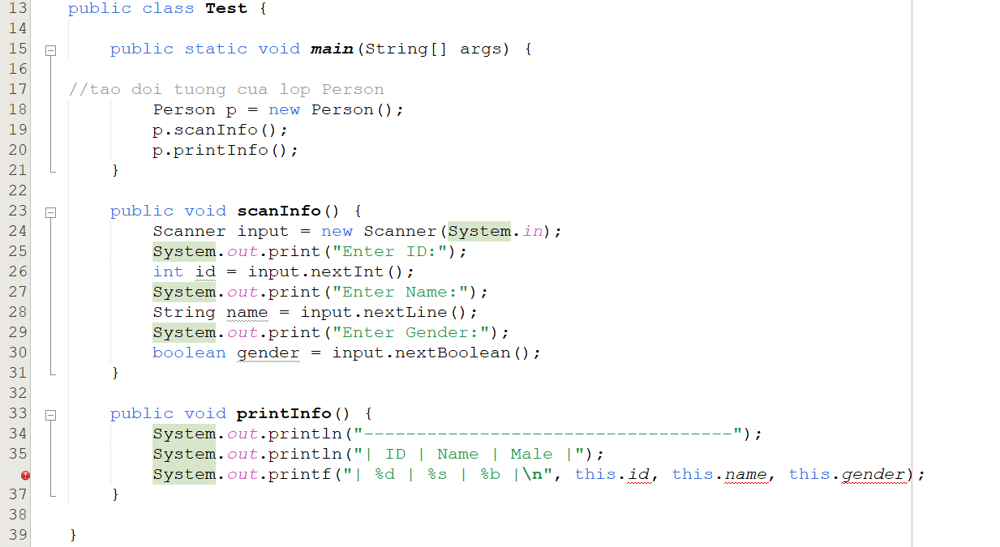 13 public class Test {
14
15 public static void main(String[] args) {
16
17 //tao doi tuong cua lop Person
18 Person p = new Person();
19 p.scanInfo();
20 p.printInfo();
21 }
22
23 public void scanInfo() {
24 Scanner input = new Scanner(System.in);
25 System.out.print("Enter ID:");
26 int id = input.nextInt();
27 System.out.print("Enter Name:");
28 String name = input.nextLine();
29 System.out.print("Enter Gender:");
30 boolean gender = input.nextBoolean();
31 }
32
33 public void printInfo() {
34 System.out.println("-----------------------------------");
35 System.out.println("| ID | Name | Male |");
System.out.printf("| %d | %s | %b |\n", this.id, this.name, this.gender);
37 }
38
39 }